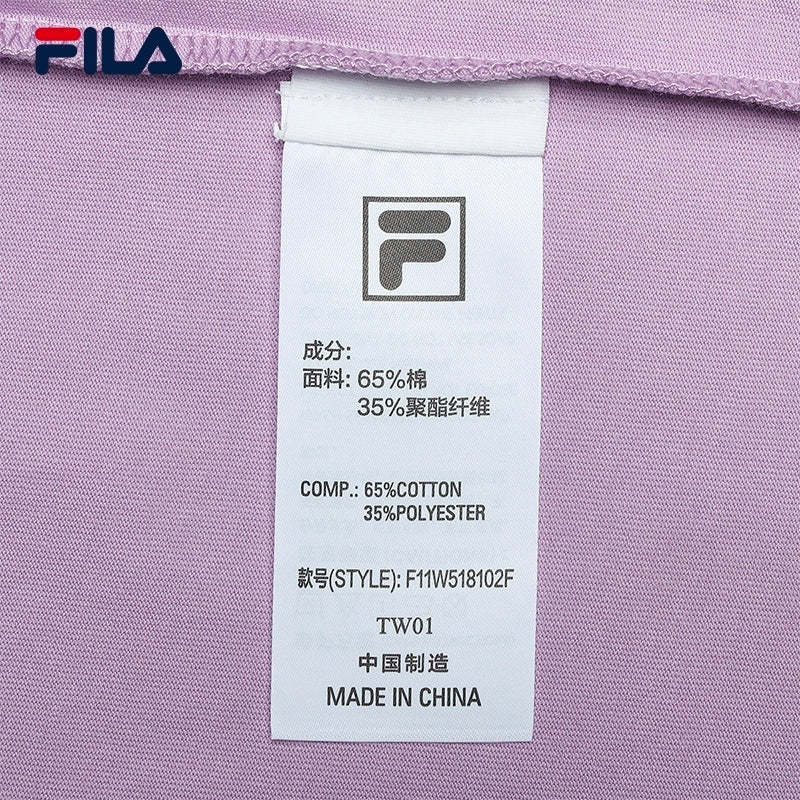 FILA
F
成分:
面料: 65%棉
35%聚酯纤维
COMP.: 65%COTTON
35%POLYESTER
款号(STYLE): F11W518102F
TW01
中国制造
MADE IN CHINA